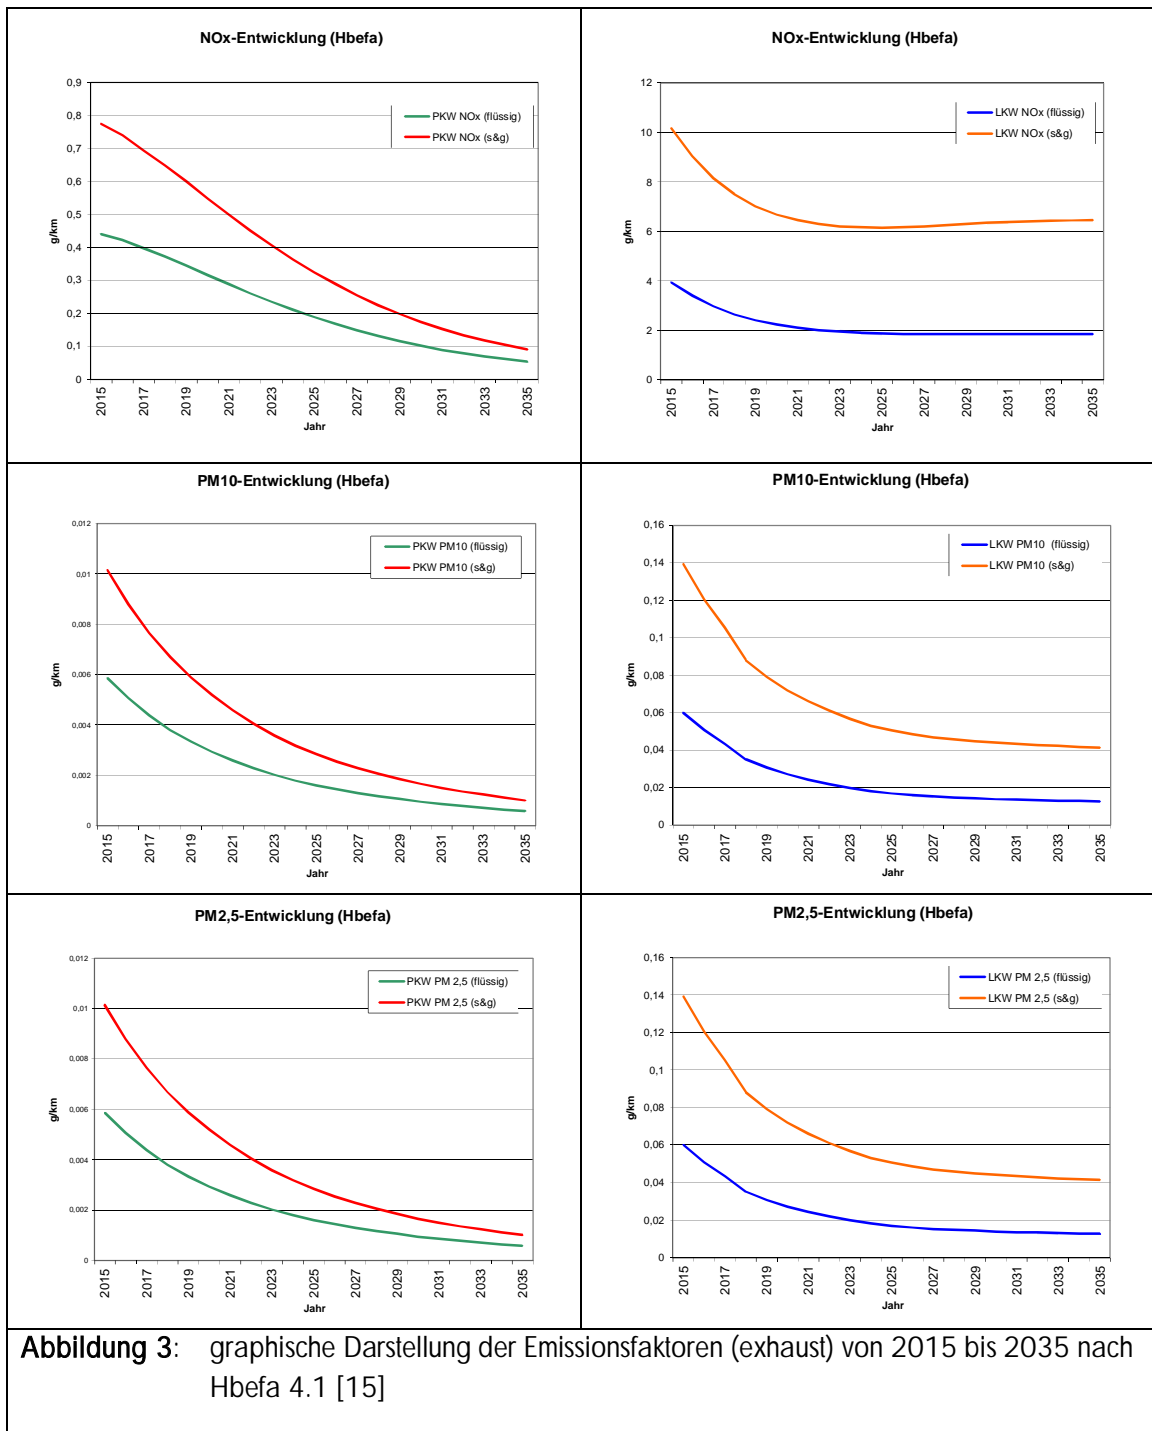 NOx-Entwicklung (Hbefa)
0,9
0,8
0,7
0,6
0,5
0,4
0,3
0,2
0,1
0
g/km
PKW NOx (flüssig)
PKW NOx (s&g)
2015 2017 2019 2021 2023 2025 2027 2029 2031 2033 2035
Jahr
NOx-Entwicklung (Hbefa)
12
10
8
6
4
2
0
g/km
LKW NOx (flüssig)
LKW NOx (s&g)
2015 2017 2019 2021 2023 2025 2027 2029 2031 2033 2035
Jahr
PM10-Entwicklung (Hbefa)
0,012
0,01
0,008
0,006
0,004
0,002
0
g/km
PKW PM10 (flüssig)
PKW PM10 (s&g)
2015 2017 2019 2021 2023 2025 2027 2029 2031 2033 2035
Jahr
PM10-Entwicklung (Hbefa)
0,16
0,14
0,12
0,1
0,08
0,06
0,04
0,02
0
g/km
LKW PM10 (flüssig)
LKW PM10 (s&g)
2015 2017 2019 2021 2023 2025 2027 2029 2031 2033 2035
Jahr
PM2,5-Entwicklung (Hbefa)
0,012
0,01
0,008
0,006
0,004
0,002
0
g/km
PKW PM 2,5 (flüssig)
PKW PM 2,5 (s&g)
2015 2017 2019 2021 2023 2025 2027 2029 2031 2033 2035
Jahr
PM2,5-Entwicklung (Hbefa)
0,16
0,14
0,12
0,1
0,08
0,06
0,04
0,02
0
g/km
LKW PM 2,5 (flüssig)
LKW PM 2,5 (s&g)
2015 2017 2019 2021 2023 2025 2027 2029 2031 2033 2035
Jahr
Abbildung 3: graphische Darstellung der Emissionsfaktoren (exhaust) von 2015 bis 2035 nach
Hbefa 4.1 [15]